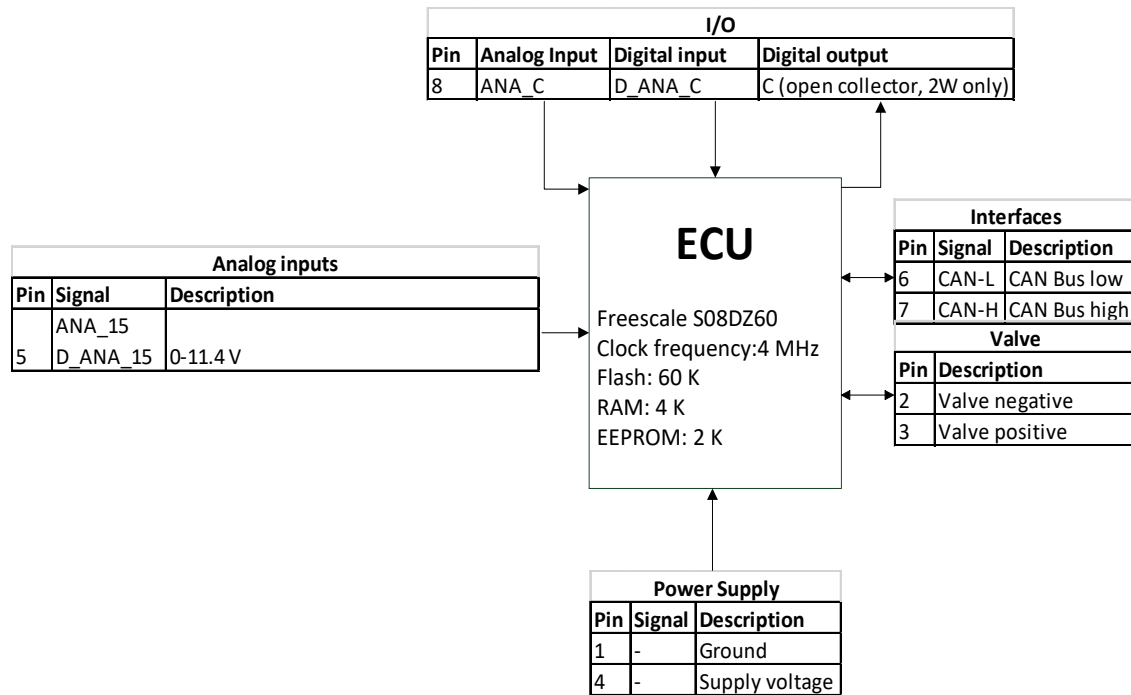 I/O
Pin Analog Input Digital input Digital output
8 ANA_C D_ANA_C C (open collector, 2W only)
Analog inputs
Pin Signal Description
ANA_15
5 D_ANA_15 0-11.4 V
ECU
Freescale S08DZ60
Clock frequency:4 MHz
Flash: 60 K
RAM: 4 K
EEPROM: 2 K
Interfaces
Pin Signal Description
6 CAN-L CAN Bus low
7 CAN-H CAN Bus high
Valve
Pin Description
2 Valve negative
3 Valve positive
Power Supply
Pin Signal Description
1 - Ground
4 - Supply voltage